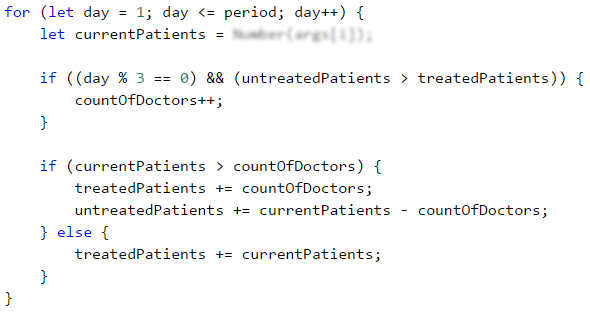 for (let day = 1; day <= period; day++) {
    let currentPatients =
    if ((day % 3 == 0) && (untreatedPatients > treatedPatients)) {
        countOfDoctors++;
    }
    if (currentPatients > countOfDoctors) {
        treatedPatients += countOfDoctors;
        untreatedPatients += currentPatients - countOfDoctors;
    } else {
        treatedPatients += currentPatients;
    }
}